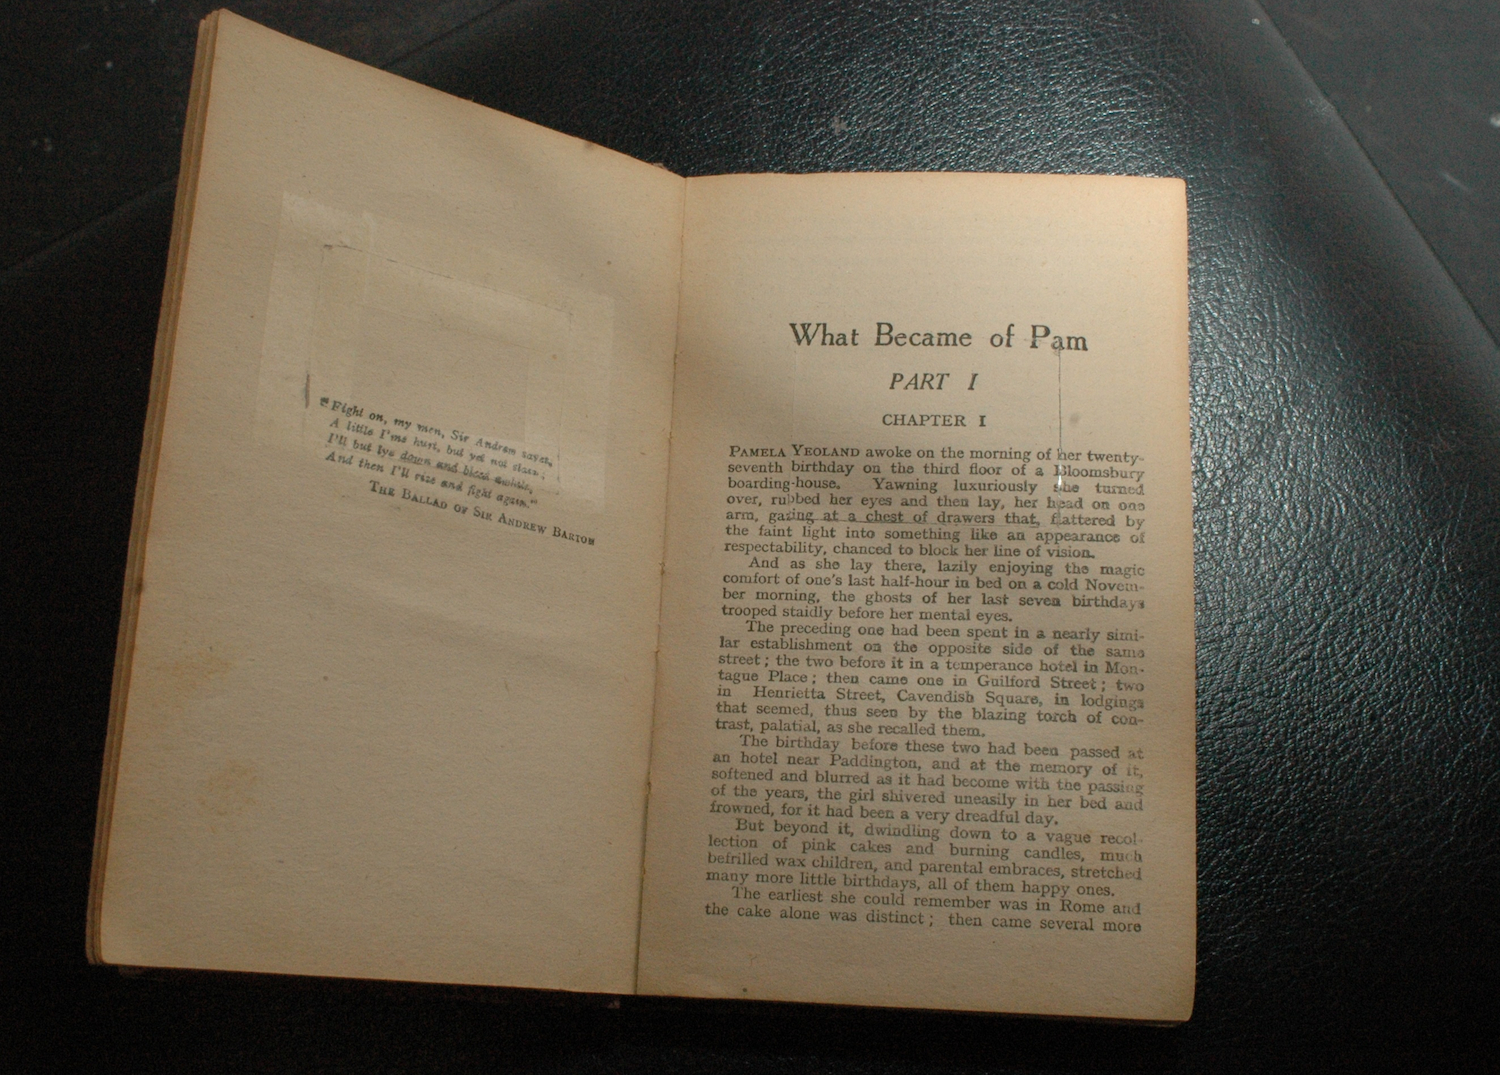 "Fight on, my men, Sir Andrew sayes,
A little I'me hurt, but yet not slaine;
I'll but lye down and bleed awhile,
And then I'll rise and fight again."
THE BALLAD OF SIR ANDREW BARTON
What Became of Pam
PART I
CHAPTER I
PAMELA YEOLAND awoke on the morning of her twenty-
seventh birthday on the third floor of a Bloomsbury
boarding-house. Yawning luxuriously she turned
over, rubbed her eyes and then lay, her head on one
arm, gazing at a chest of drawers that, flattered by
the faint light into something like an appearance of
respectability, chanced to block her line of vision.
And as she lay there, lazily enjoying the magic
comfort of one's last half-hour in bed on a cold Novem-
ber morning, the ghosts of her last seven birthdays
trooped staidly before her mental eyes.
The preceding one had been spent in a nearly simi-
lar establishment on the opposite side of the same
street; the two before it in a temperance hotel in Mon-
tague Place; then came one in Guilford Street; two
in Henrietta Street, Cavendish Square, in lodgings
that seemed, thus seen by the blazing torch of con-
trast, palatial, as she recalled them.
The birthday before these two had been passed at
an hotel near Paddington, and at the memory of it,
softened and blurred as it had become with the passing
of the years, the girl shivered uneasily in her bed and
frowned, for it had been a very dreadful day.
But beyond it, dwindling down to a vague recol-
lection of pink cakes and burning candles, much
befrilled wax children, and parental embraces, stretched
many more little birthdays, all of them happy ones.
The earliest she could remember was in Rome and
the cake alone was distinct; then came several more